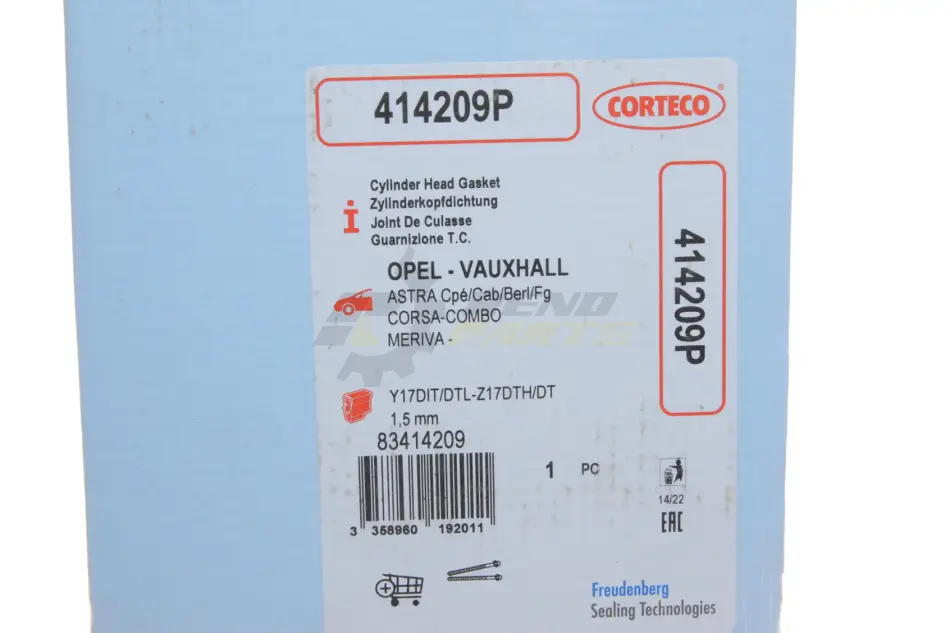 414209P
CORTECO®
Cylinder Head Gasket
Zylinderkopfdichtung
Joint De Culasse
Guarnizione T.C.
OPEL - VAUXHALL
ASTRA Cpé/Cab/Berl/Fg
CORSA-COMBO
MERIVA -
414209P
Y17DIT/DTL-Z17DTH/DT
1,5 mm
83414209
1 PC
3 358960 192011
14/22
EAC
Freudenberg
Sealing Technologies
PARTS